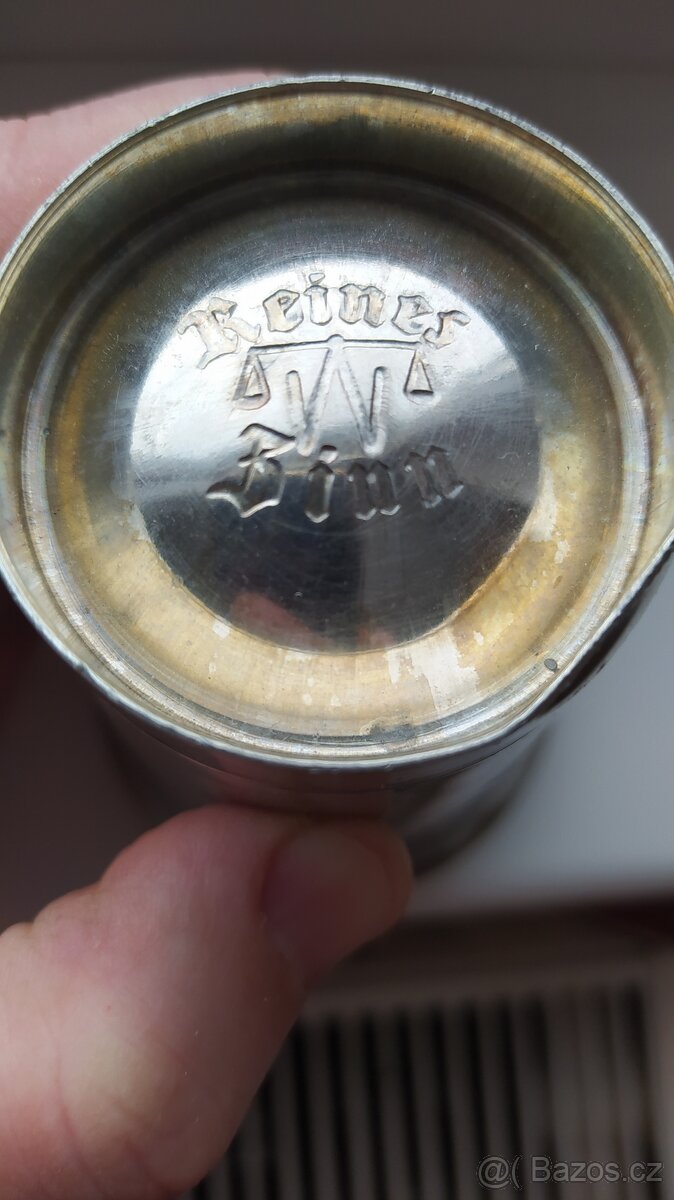 Reines
W
Zinn
@( Bazos.cz